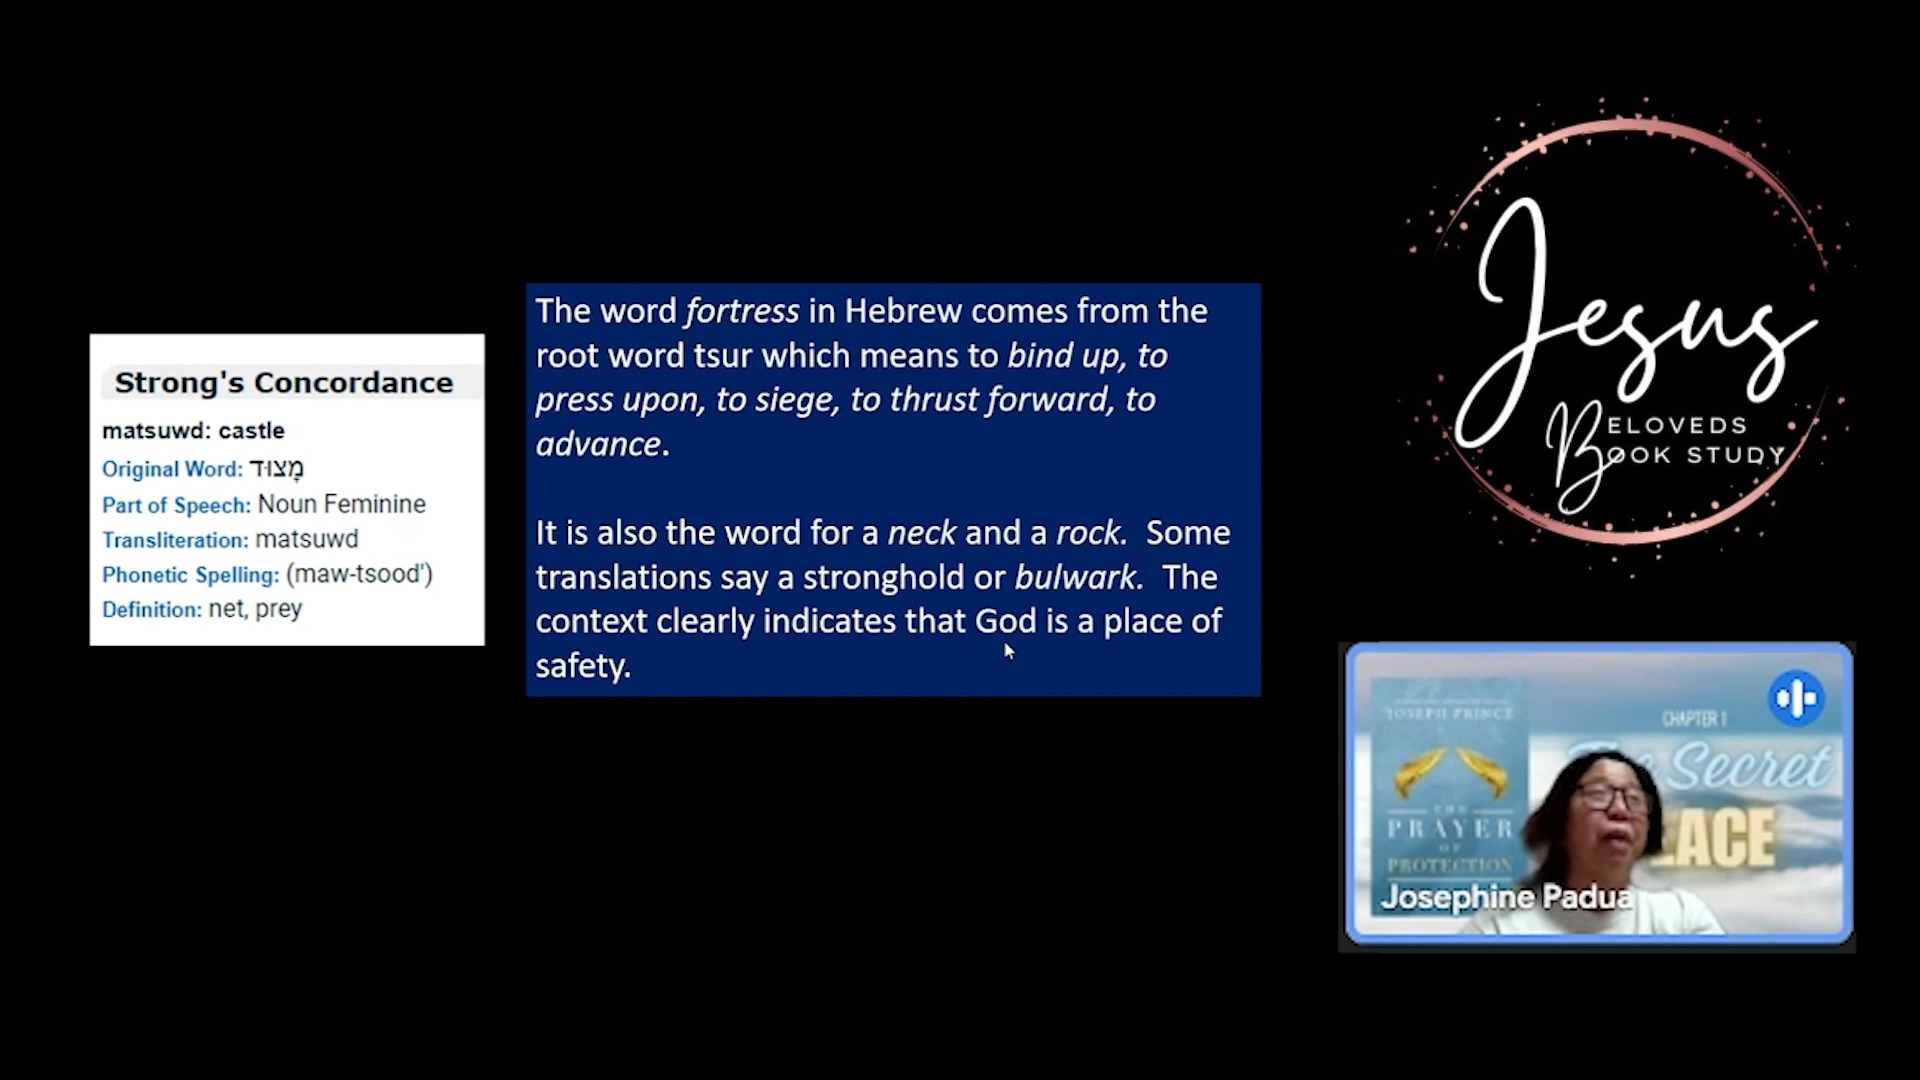 Strong's Concordance
matsuwd: castle
Original Word: מָצוּד
Part of Speech: Noun Feminine
Transliteration: matsuwd
Phonetic Spelling: (maw-tsood')
Definition: net, prey
The word fortress in Hebrew comes from the
root word tsur which means to bind up, to
press upon, to siege, to thrust forward, to
advance.
It is also the word for a neck and a rock. Some
translations say a stronghold or bulwark. The
context clearly indicates that God is a place of
safety.
Jesus
BELOVEDS
BOOK STUDY
JOSEPH PRINCE
THE
PRAYER
OF
PROTECTION
CHAPTER 1
Secret
LACE
Josephine Padua